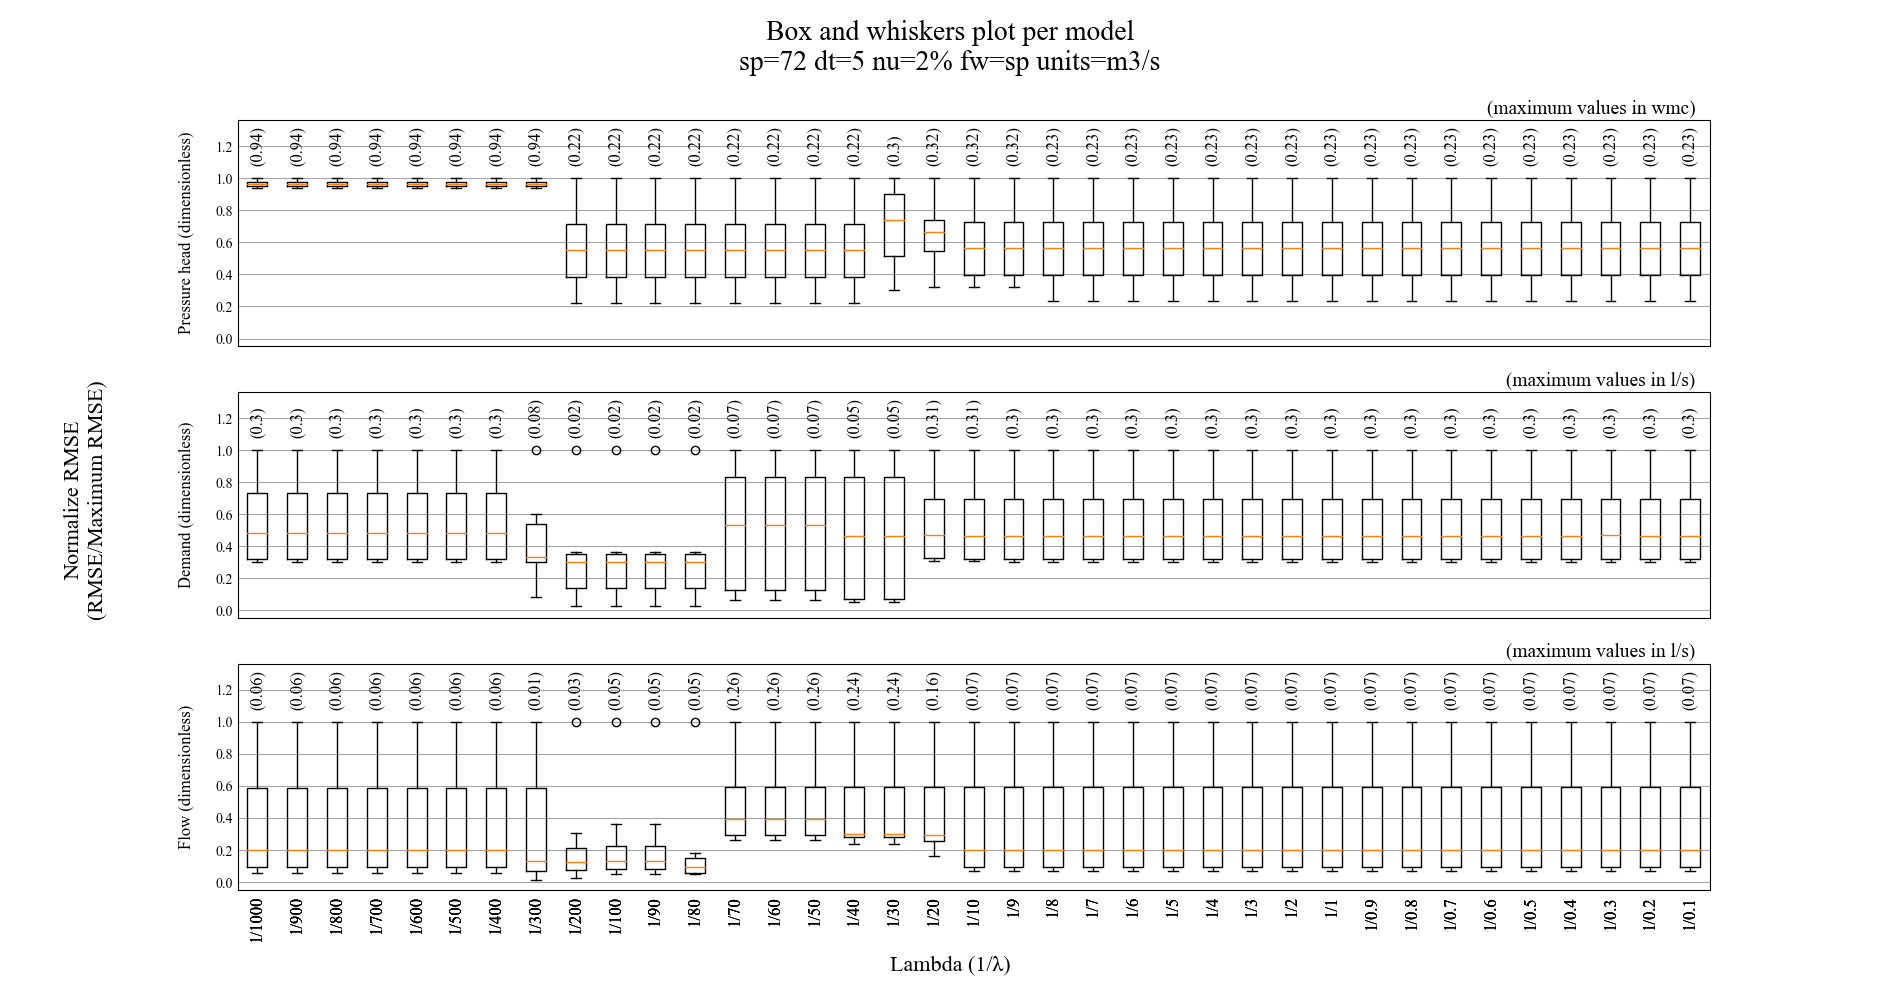 Box and whiskers plot per model
sp=72 dt=5 nu=2% fw=sp units=m3/s
(maximum values in wmc)
(0.94) (0.94) (0.94) (0.94) (0.94) (0.94) (0.94) (0.94) (0.22) (0.22) (0.22) (0.22) (0.22) (0.22) (0.22) (0.22) (0.3) (0.32) (0.32) (0.32) (0.23) (0.23) (0.23) (0.23) (0.23) (0.23) (0.23) (0.23) (0.23) (0.23) (0.23) (0.23) (0.23) (0.23) (0.23) (0.23) (0.23)
1.2
1.0
0.8
0.6
0.4
0.2
0.0
Pressure head (dimensionless)
(maximum values in l/s)
(0.3) (0.3) (0.3) (0.3) (0.3) (0.3) (0.3) (0.08) (0.02) (0.02) (0.02) (0.02) (0.07) (0.07) (0.07) (0.05) (0.05) (0.31) (0.31) (0.3) (0.3) (0.3) (0.3) (0.3) (0.3) (0.3) (0.3) (0.3) (0.3) (0.3) (0.3) (0.3) (0.3) (0.3) (0.3) (0.3) (0.3)
1.2
1.0
0.8
0.6
0.4
0.2
0.0
Demand (dimensionless)
Normalize RMSE
(RMSE/Maximum RMSE)
(maximum values in l/s)
(0.06) (0.06) (0.06) (0.06) (0.06) (0.06) (0.06) (0.01) (0.03) (0.05) (0.05) (0.05) (0.26) (0.26) (0.26) (0.24) (0.24) (0.16) (0.07) (0.07) (0.07) (0.07) (0.07) (0.07) (0.07) (0.07) (0.07) (0.07) (0.07) (0.07) (0.07) (0.07) (0.07) (0.07) (0.07) (0.07) (0.07)
1.2
1.0
0.8
0.6
0.4
0.2
0.0
Flow (dimensionless)
1/1000 1/900 1/800 1/700 1/600 1/500 1/400 1/300 1/200 1/100 1/90 1/80 1/70 1/60 1/50 1/40 1/30 1/20 1/10 1/9 1/8 1/7 1/6 1/5 1/4 1/3 1/2 1/1 1/0.9 1/0.8 1/0.7 1/0.6 1/0.5 1/0.4 1/0.3 1/0.2 1/0.1
Lambda (1/λ)